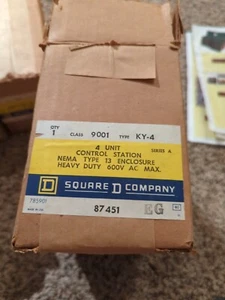 QTY 1 CLASS 9001 TYPE KY-4
4 UNIT SERIES A
CONTROL STATION
NEMA TYPE 13 ENCLOSURE
HEAVY DUTY 600V AC MAX.
D SQUARE D COMPANY
87451 EG